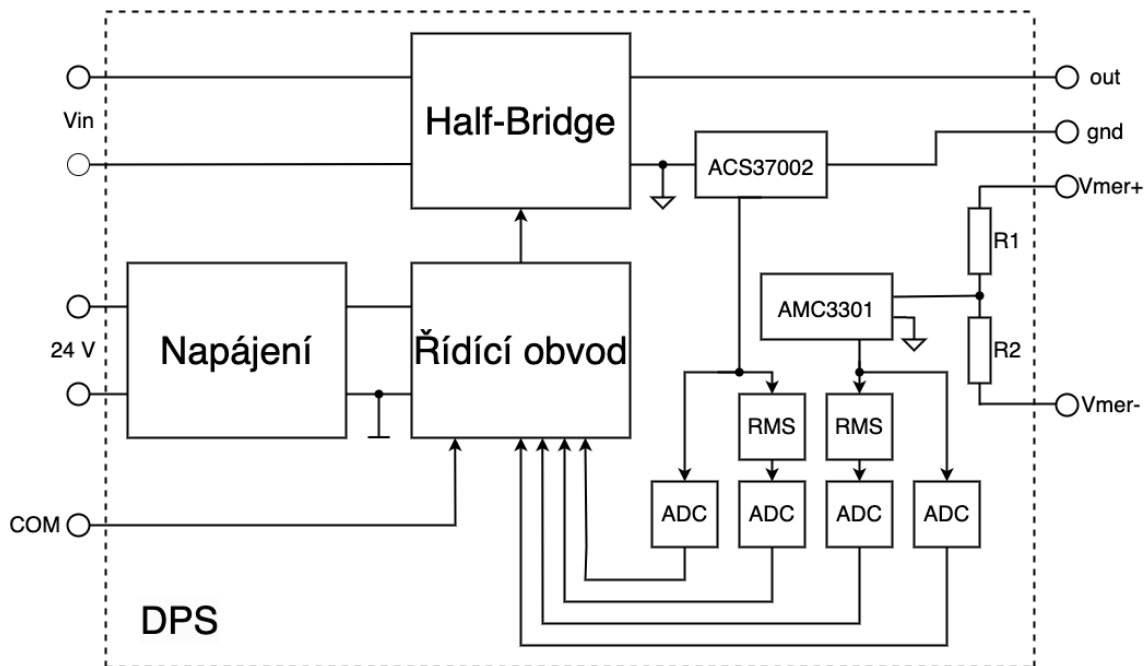 Half-Bridge
out
Vin
gnd
ACS37002
Vmer+
R1
AMC3301
Napájení
Řídící obvod
24 V
R2
Vmer-
RMS
RMS
COM
ADC
ADC
ADC
ADC
DPS